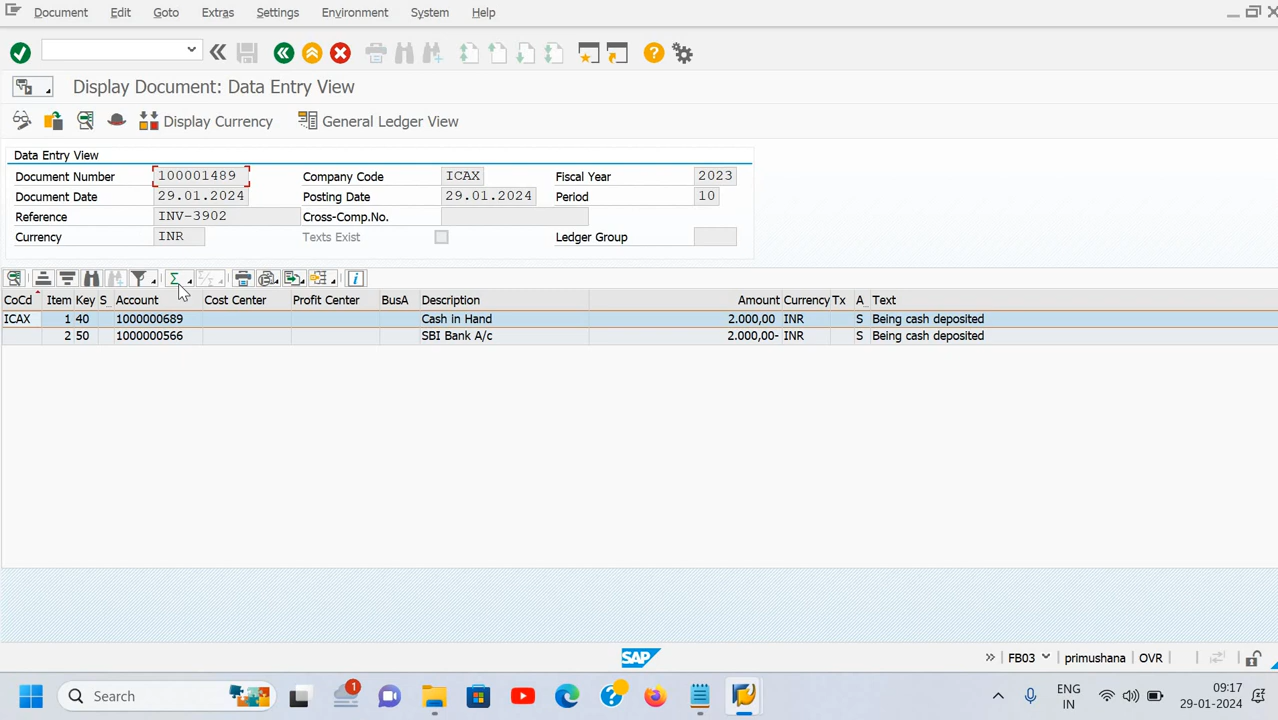 Document Edit Goto Extras Settings Environment System Help
Display Document: Data Entry View
Display Currency General Ledger View
Data Entry View
Document Number 100001489 Company Code ICAX Fiscal Year 2023
Document Date 29.01.2024 Posting Date 29.01.2024 Period 10
Reference INV-3902 Cross-Comp.No.
Currency INR Texts Exist Ledger Group
CoCd Item Key S_ Account Cost Center Profit Center BusA Description Amount Currency Tx A_ Text
ICAX 1 40 1000000689 Cash in Hand 2.000,00 INR S Being cash deposited
2 50 1000000566 SBI Bank A/c 2.000,00- INR S Being cash deposited
SAP FB03 primushana OVR
Search 1 ENG 09:17
IN 29-01-2024